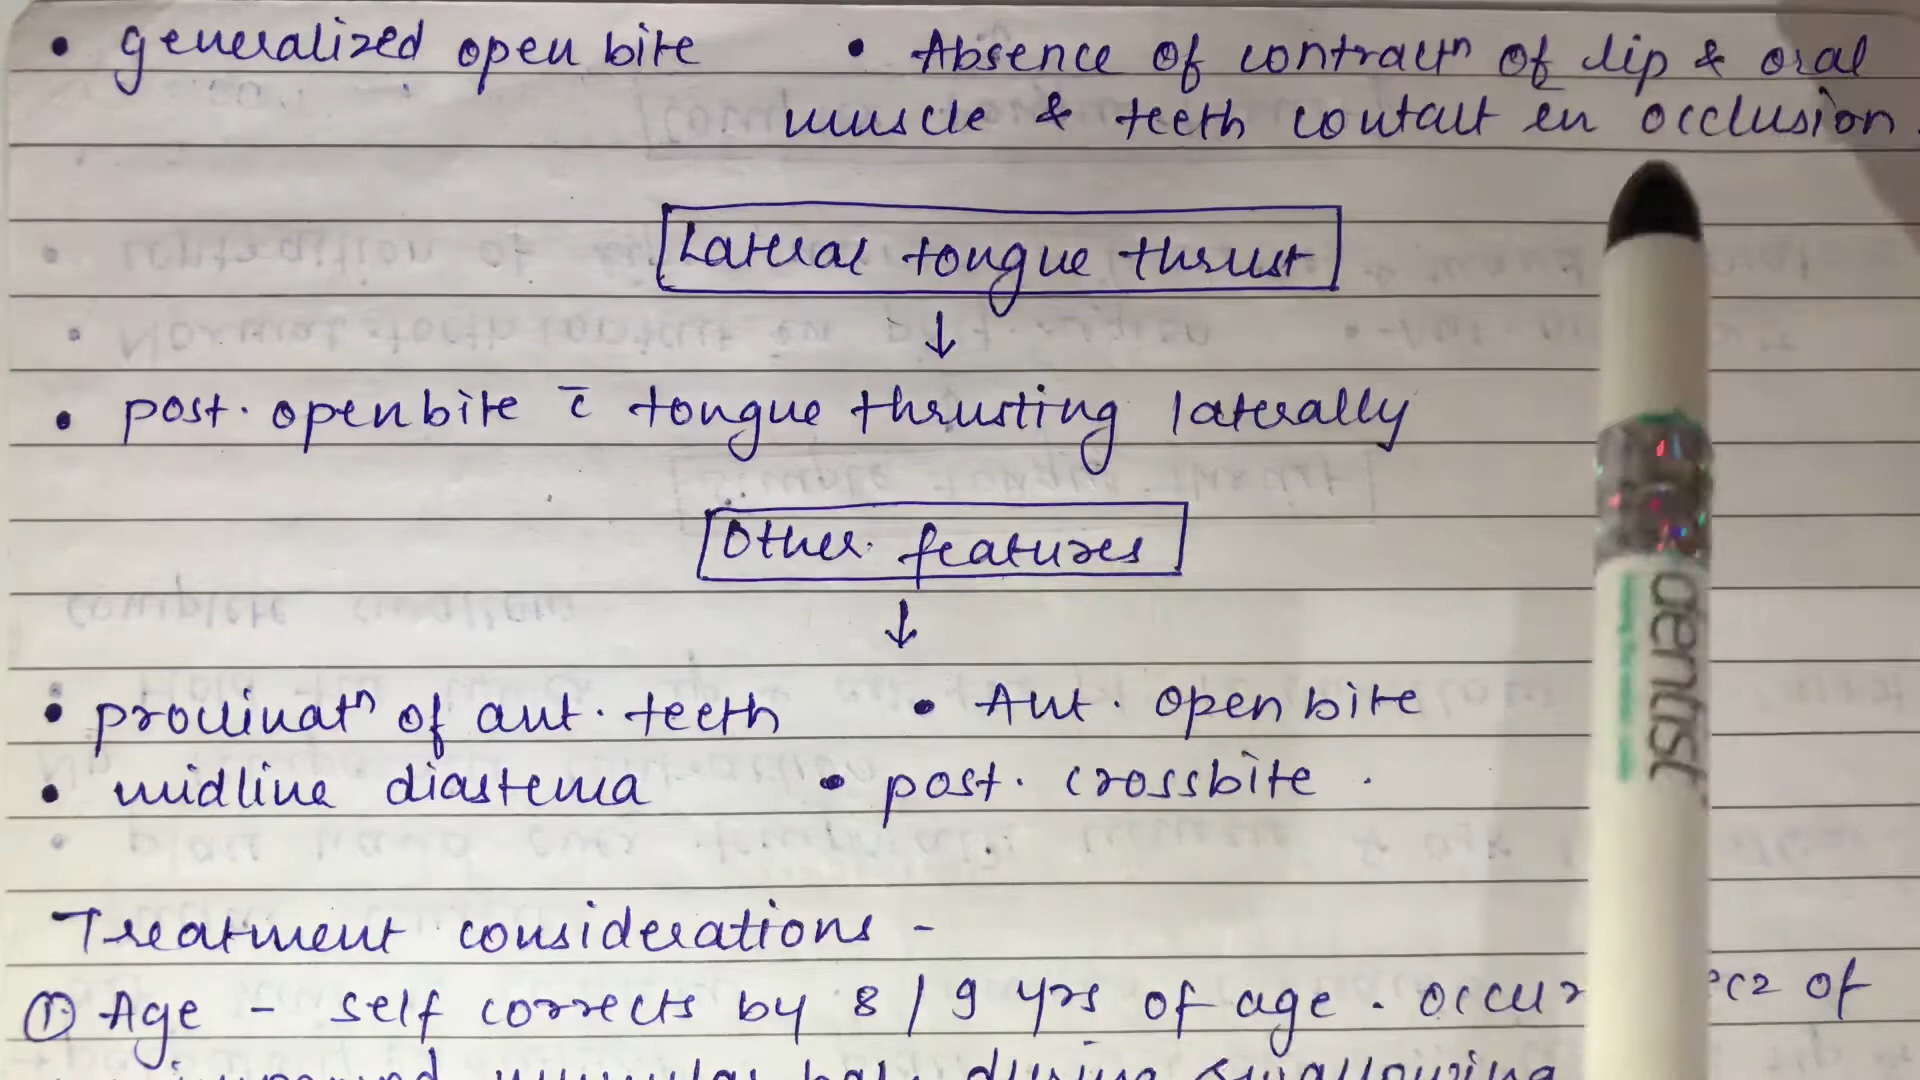 • generalized open bite • Absence of contractn of lip & oral
muscle & teeth contact in occlusion.
Lateral tongue thrust
↓
• post. openbite c̄ tongue thrusting laterally
Other features
↓
• proclinatn of ant. teeth • Ant. open bite
• midline diastema • post. crossbite.
Treatment considerations -
① Age - self corrects by 8/9 yrs of age. occur of
during swallowing
dentist